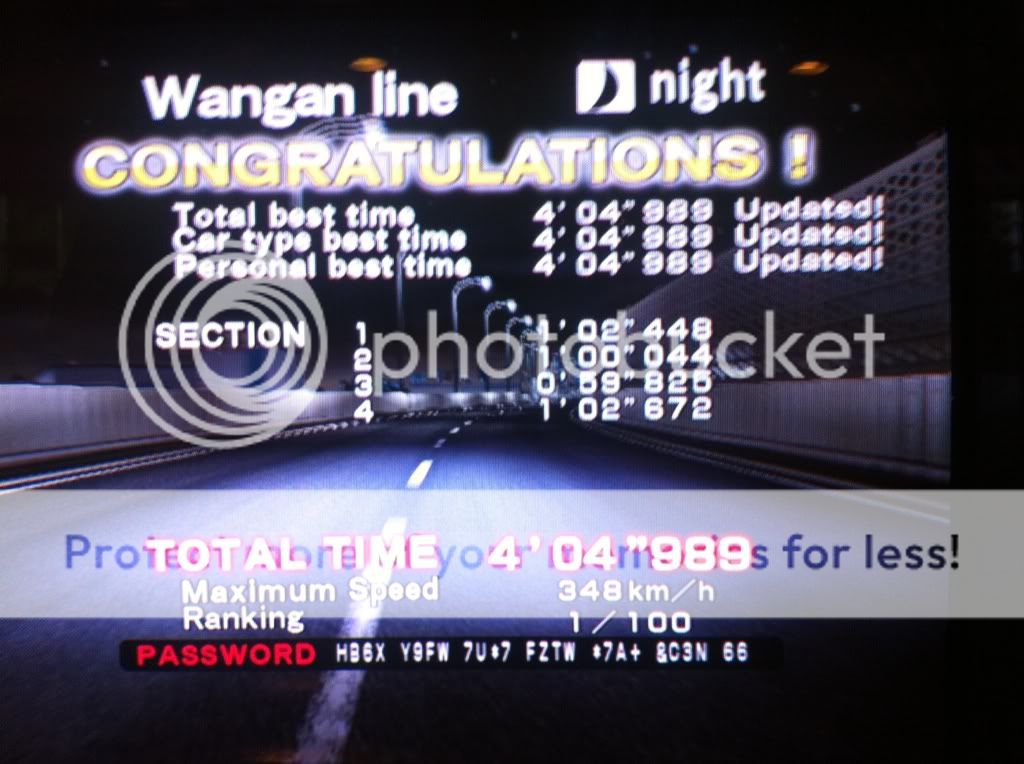 Wangan line night
CONGRATULATIONS !
Total best time 4'04"989 Updated!
Car type best time 4'04"989 Updated!
Personal best time 4'04"989 Updated!
SECTION 1 1'02"448
2 1'00"044
3 0'59"825
4 1'02"672
photobucket
Protect more of your memories for less!
TOTAL TIME 4'04"989
Maximum Speed 348km/h
Ranking 1/100
PASSWORD HB6X Y9FW 7U*7 FZTW *7A+ &C3N 66